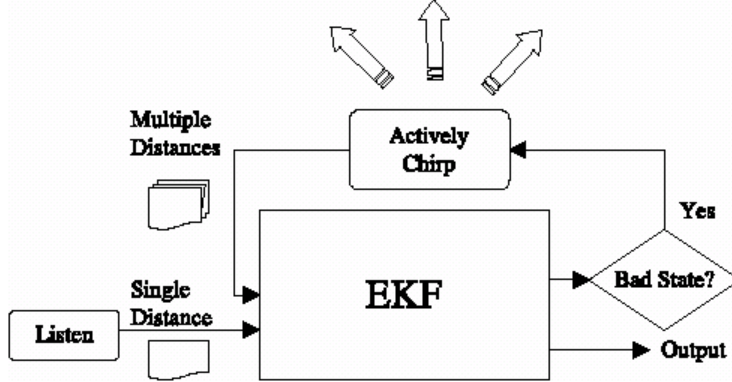 Actively
Chirp
Multiple
Distances
Yes
EKF
Bad State?
Single
Distance
Listen
Output